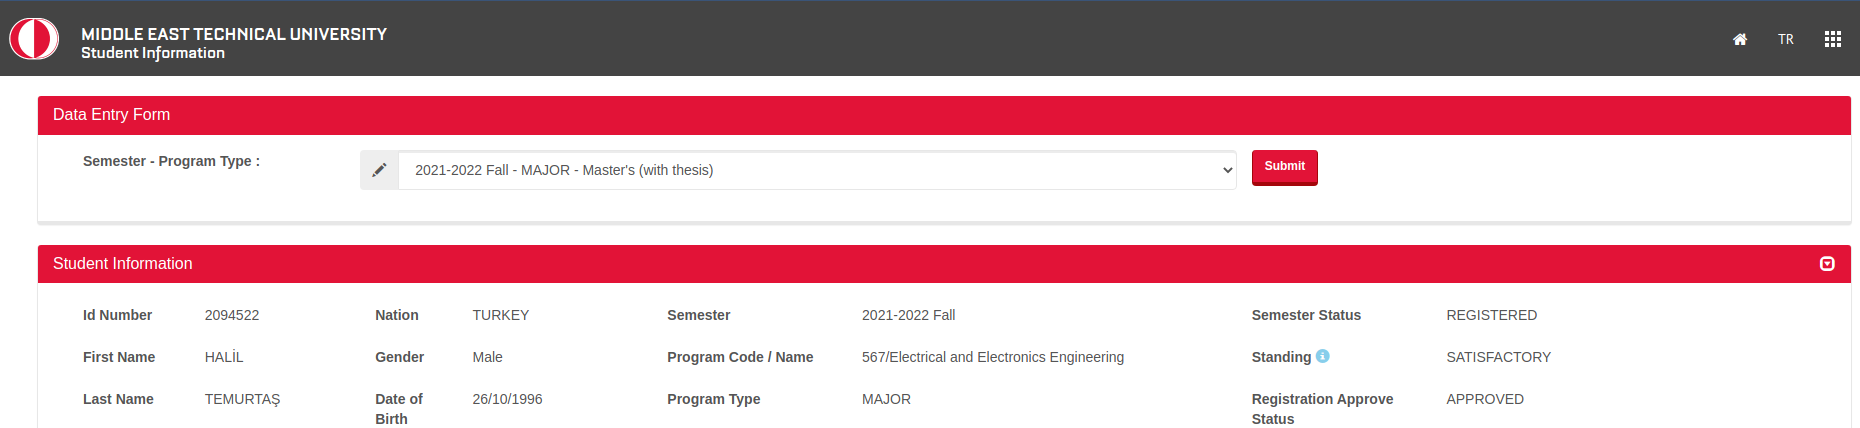 MIDDLE EAST TECHNICAL UNIVERSITY
Student Information
TR
Data Entry Form
Semester - Program Type :
2021-2022 Fall - MAJOR - Master's (with thesis)
Submit
Student Information
Id Number 2094522 Nation TURKEY Semester 2021-2022 Fall Semester Status REGISTERED
First Name HALİL Gender Male Program Code / Name 567/Electrical and Electronics Engineering Standing SATISFACTORY
Last Name TEMURTAŞ Date of Birth 26/10/1996 Program Type MAJOR Registration Approve Status APPROVED